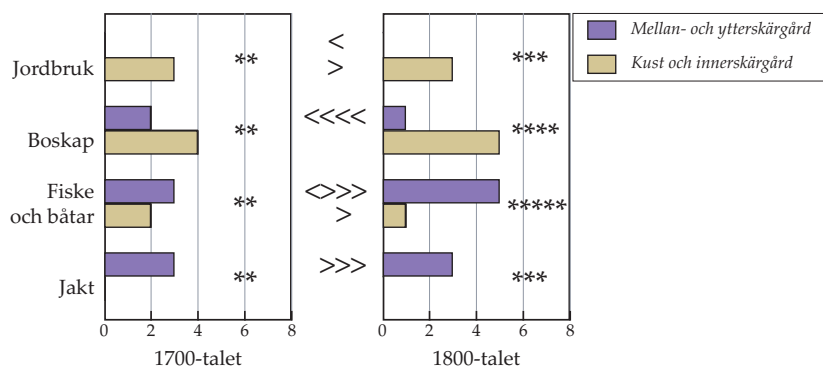 Jordbruk
Boskap
Fiske
och båtar
Jakt
**
**
**
**
0 2 4 6 8
1700-talet
<
>
<<<<
<>>>
>
>>>
***
****
*****
***
0 2 4 6 8
1800-talet
Mellan- och ytterskärgård
Kust och innerskärgård